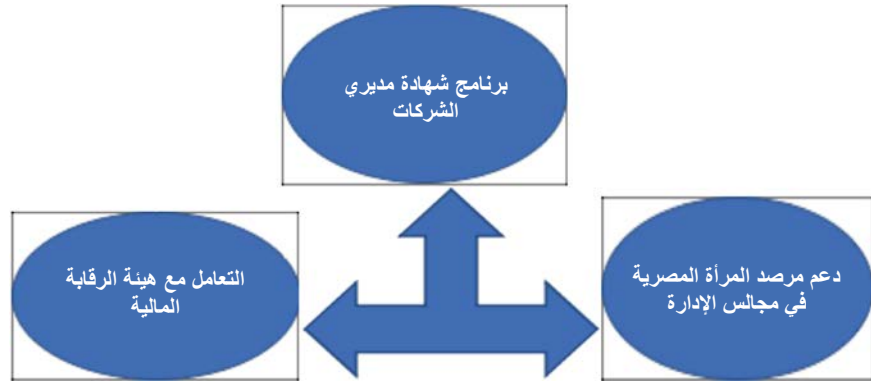 برنامج شهادة مديري
الشركات
دعم مرصد المرأة المصرية
في مجالس الإدارة
التعامل مع هيئة الرقابة
المالية